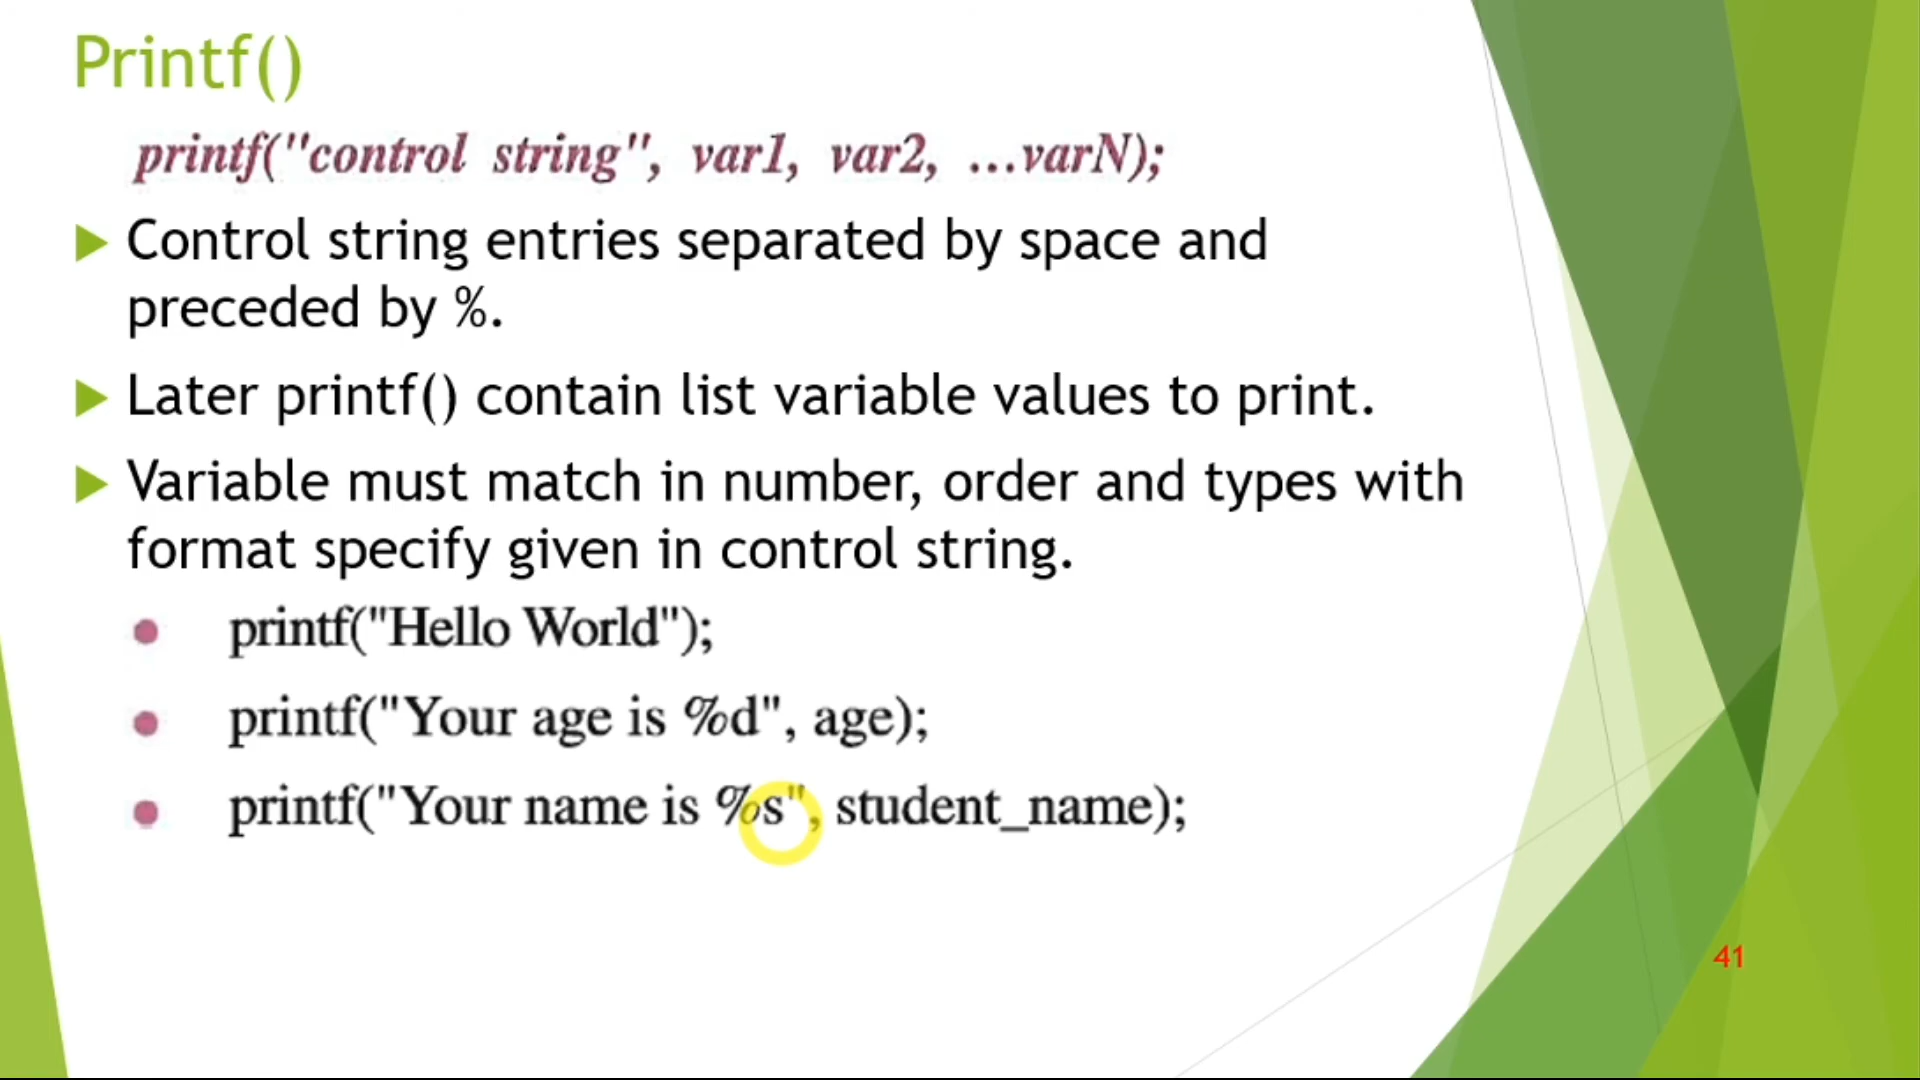 Printf()
printf("control string", var1, var2, ...varN);
Control string entries separated by space and
preceded by %.
Later printf() contain list variable values to print.
Variable must match in number, order and types with
format specify given in control string.
printf("Hello World");
printf("Your age is %d", age);
printf("Your name is %s", student_name);
41